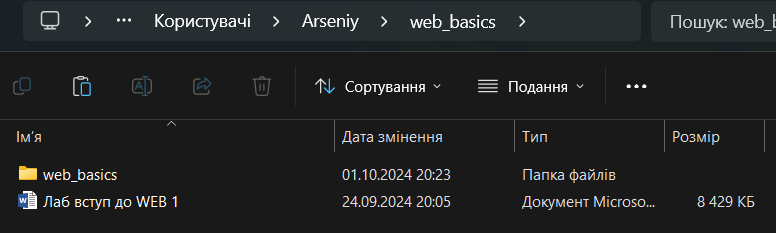 ... Користувачі Arseniy web_basics Пошук: web_b
Сортування Подання ...
Ім’я Дата змінення Тип Розмір
web_basics 01.10.2024 20:23 Папка файлів
Лаб вступ до WEB 1 24.09.2024 20:05 Документ Microso... 8 429 КБ